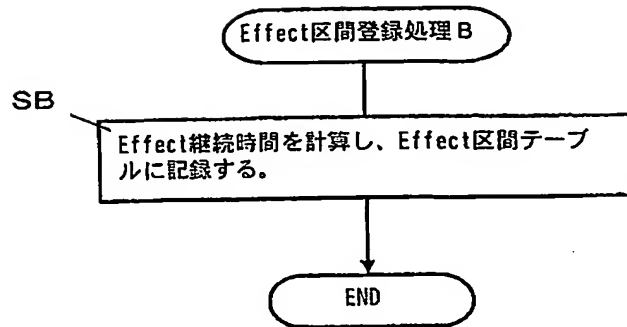 Effect区間登録処理B
SB
Effect継続時間を計算し、Effect区間テーブ
ルに記録する。
END